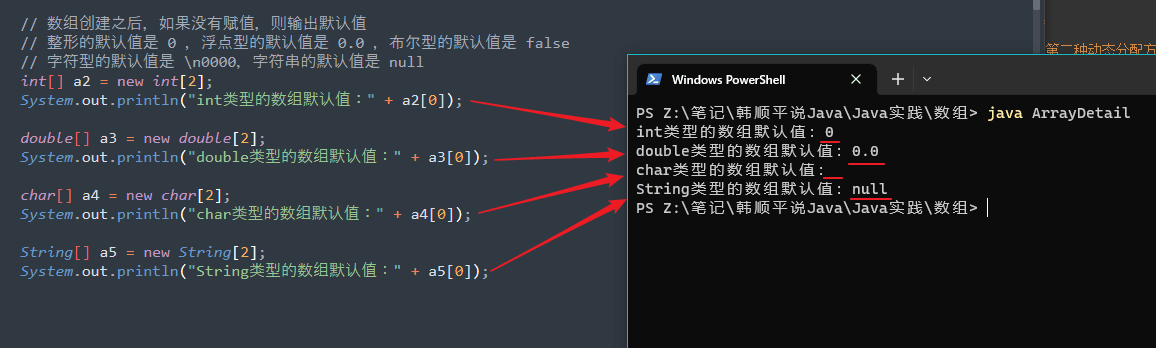 // 数组创建之后，如果没有赋值，则输出默认值
// 整形的默认值是 0 ，浮点型的默认值是 0.0 ，布尔型的默认值是 false
// 字符型的默认值是 \n0000，字符串的默认值是 null
int[] a2 = new int[2];
System.out.println("int类型的数组默认值：" + a2[0]);
double[] a3 = new double[2];
System.out.println("double类型的数组默认值：" + a3[0]);
char[] a4 = new char[2];
System.out.println("char类型的数组默认值：" + a4[0]);
String[] a5 = new String[2];
System.out.println("String类型的数组默认值：" + a5[0]);
第二种动态分配方
Windows PowerShell
PS Z:\笔记\韩顺平说Java\Java实践\数组> java ArrayDetail
int类型的数组默认值：0
double类型的数组默认值：0.0
char类型的数组默认值：
String类型的数组默认值：null
PS Z:\笔记\韩顺平说Java\Java实践\数组>